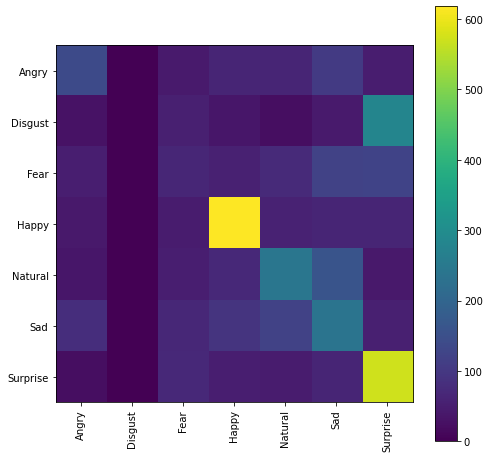 Angry
Disgust
Fear
Happy
Natural
Sad
Surprise
Angry
Disgust
Fear
Happy
Natural
Sad
Surprise
600
500
400
300
200
100
0